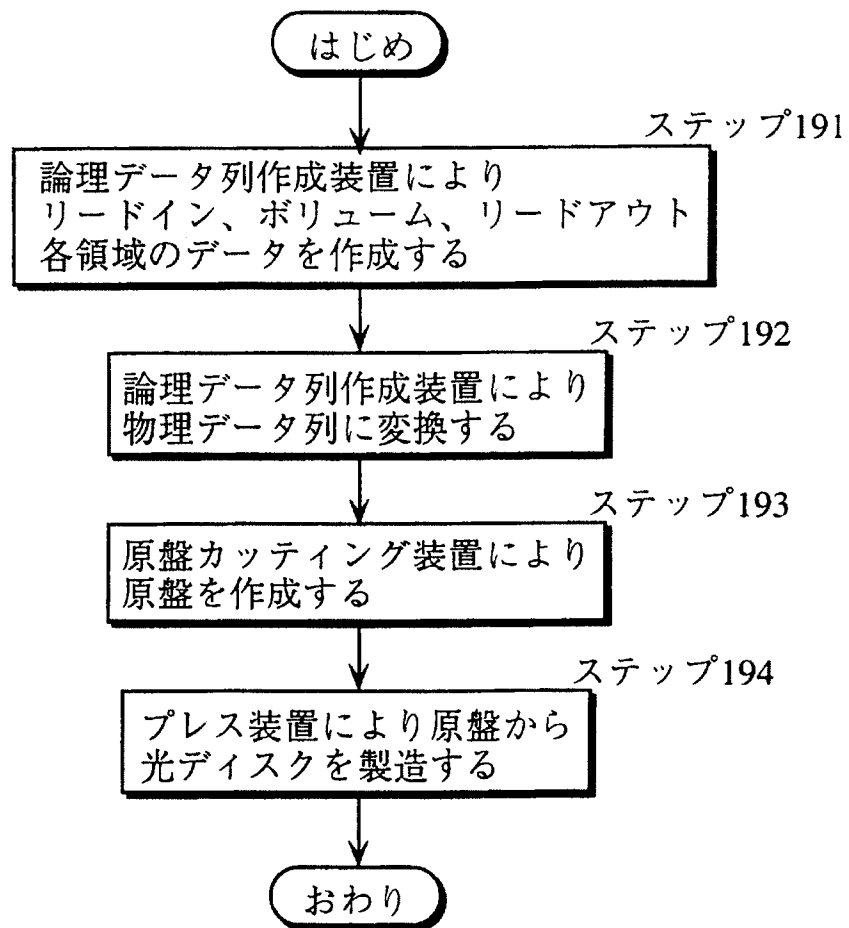 はじめ
ステップ191
論理データ列作成装置により
リードイン、ボリューム、リードアウト
各領域のデータを作成する
ステップ192
論理データ列作成装置により
物理データ列に変換する
ステップ193
原盤カッティング装置により
原盤を作成する
ステップ194
プレス装置により原盤から
光ディスクを製造する
おわり